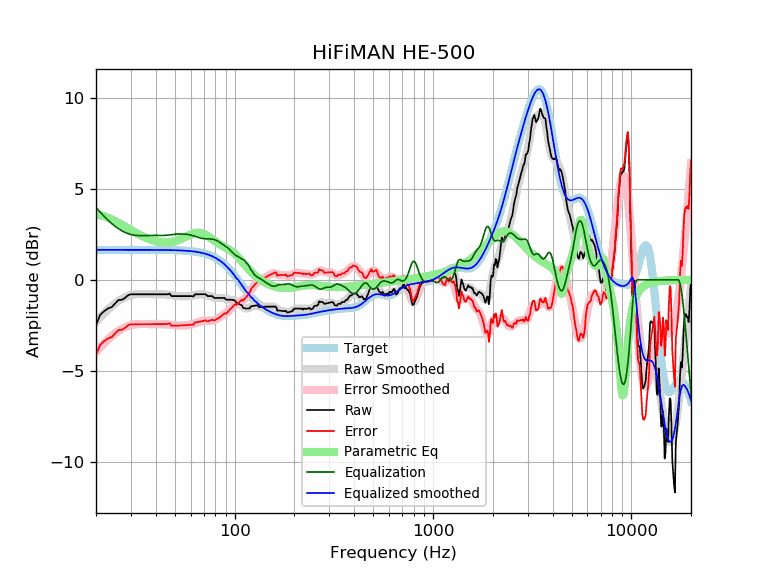 HiFiMAN HE-500
Amplitude (dBr)
10
5
0
−5
−10
Target
Raw Smoothed
Error Smoothed
Raw
Error
Parametric Eq
Equalization
Equalized smoothed
100
1000
10000
Frequency (Hz)